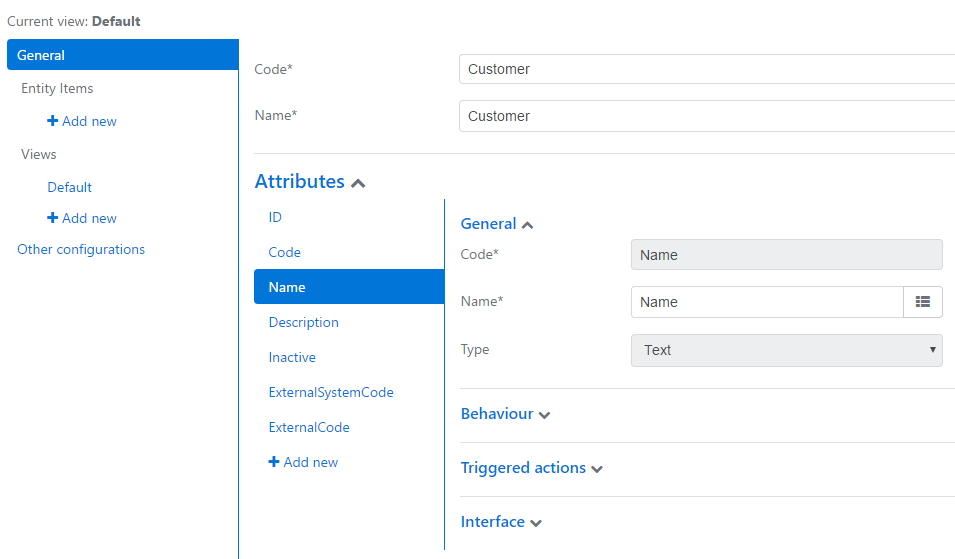 Current view: Default
General
Entity Items
Add new
Views
Default
Add new
Other configurations
Code* Customer
Name* Customer
Attributes
ID
Code
Name
Description
Inactive
ExternalSystemCode
ExternalCode
Add new
General
Code* Name
Name* Name
Type Text
Behaviour
Triggered actions
Interface